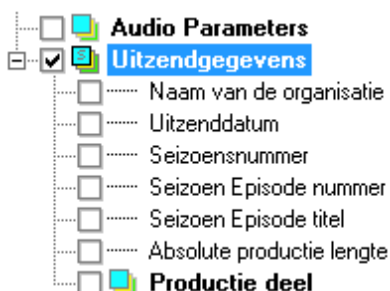 Audio Parameters
S Uitzendgegevens
Naam van de organisatie
Uitzenddatum
Seizoensnummer
Seizoen Episode nummer
Seizoen Episode titel
Absolute productie lengte
Productie deel